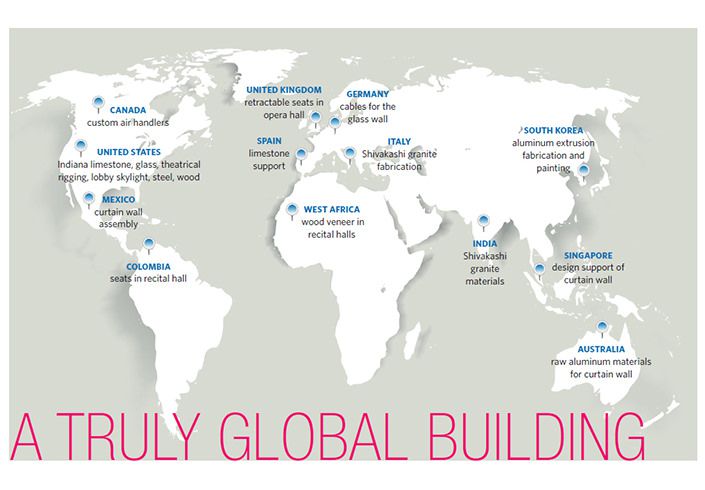 UNITED KINGDOM
retractable seats in
opera hall
GERMANY
cables for the
glass wall
CANADA
custom air handlers
SOUTH KOREA
aluminum extrusion
fabrication and
painting
SPAIN
limestone
support
ITALY
Shivakashi granite
fabrication
UNITED STATES
Indiana limestone, glass, theatrical
rigging, lobby skylight, steel, wood
MEXICO
curtain wall
assembly
WEST AFRICA
wood veneer in
recital halls
INDIA
Shivakashi
granite
materials
SINGAPORE
design support of
curtain wall
COLOMBIA
seats in recital hall
AUSTRALIA
raw aluminum materials
for curtain wall
A TRULY GLOBAL BUILDING